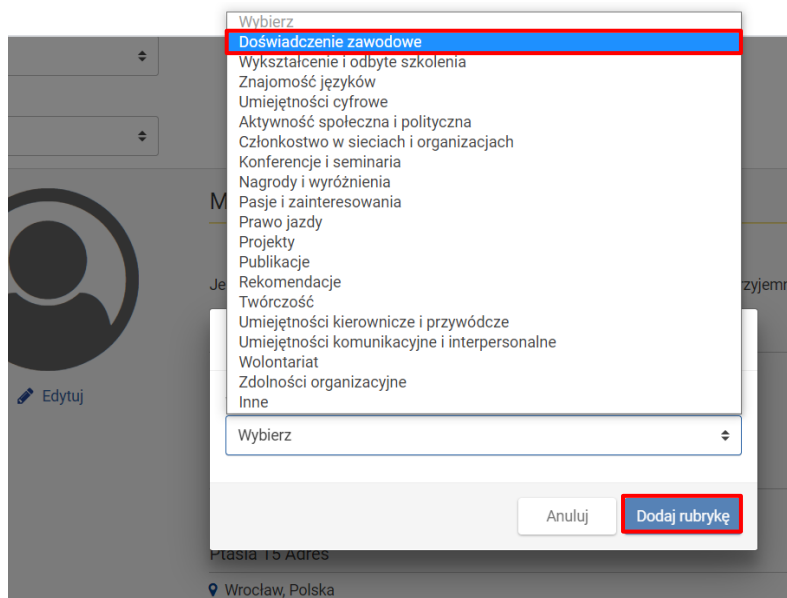 Wybierz
Doświadczenie zawodowe
Wykształcenie i odbyte szkolenia
Znajomość języków
Umiejętności cyfrowe
Aktywność społeczna i polityczna
Członkostwo w sieciach i organizacjach
Konferencje i seminaria
Nagrody i wyróżnienia
M
Pasje i zainteresowania
Prawo jazdy
Projekty
Publikacje
Je
Rekomendacje
rzyjemn
Twórczość
Umiejętności kierownicze i przywódcze
Umiejętności komunikacyjne i interpersonalne
Wolontariat
Zdolności organizacyjne
Edytuj
Inne
Wybierz
Anuluj
Dodaj rubrykę
Ptasia 15 Adres
Wrocław, Polska